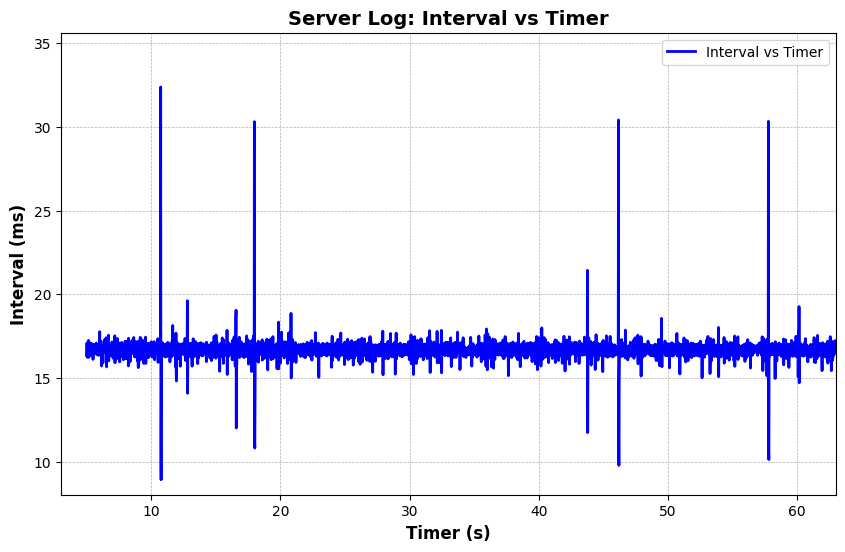 Server Log: Interval vs Timer
Interval vs Timer
35
30
25
20
15
10
Interval (ms)
10 20 30 40 50 60
Timer (s)